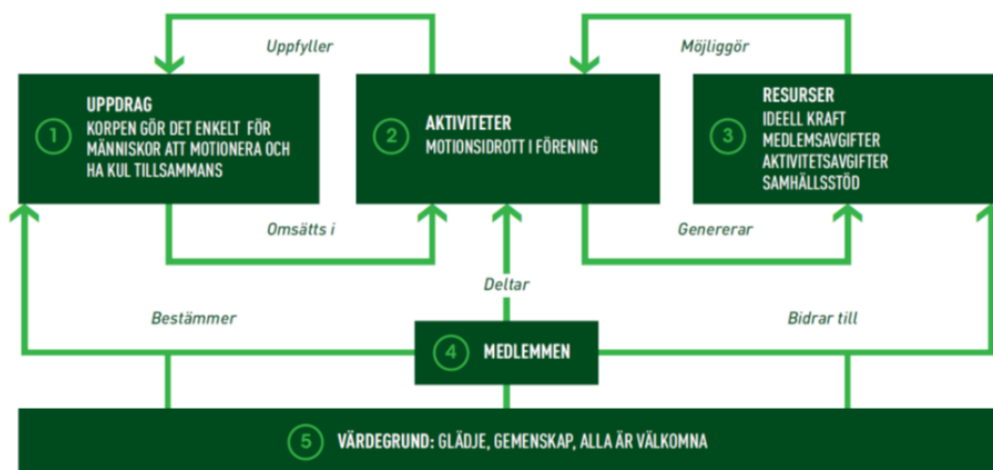 Uppfyller
Möjliggör
1
UPPDRAG
KORPEN GÖR DET ENKELT FÖR
MÄNNISKOR ATT MOTIONERA OCH
HA KUL TILLSAMMANS
2
AKTIVITETER
MOTIONSIDROTT I FÖRENING
3
RESURSER
IDEELL KRAFT
MEDLEMSAVGIFTER
AKTIVITETSAVGIFTER
SAMHÄLLSSTÖD
Omsätts i
Genererar
Deltar
Bestämmer
Bidrar till
4 MEDLEMMEN
5 VÄRDEGRUND: GLÄDJE, GEMENSKAP, ALLA ÄR VÄLKOMNA